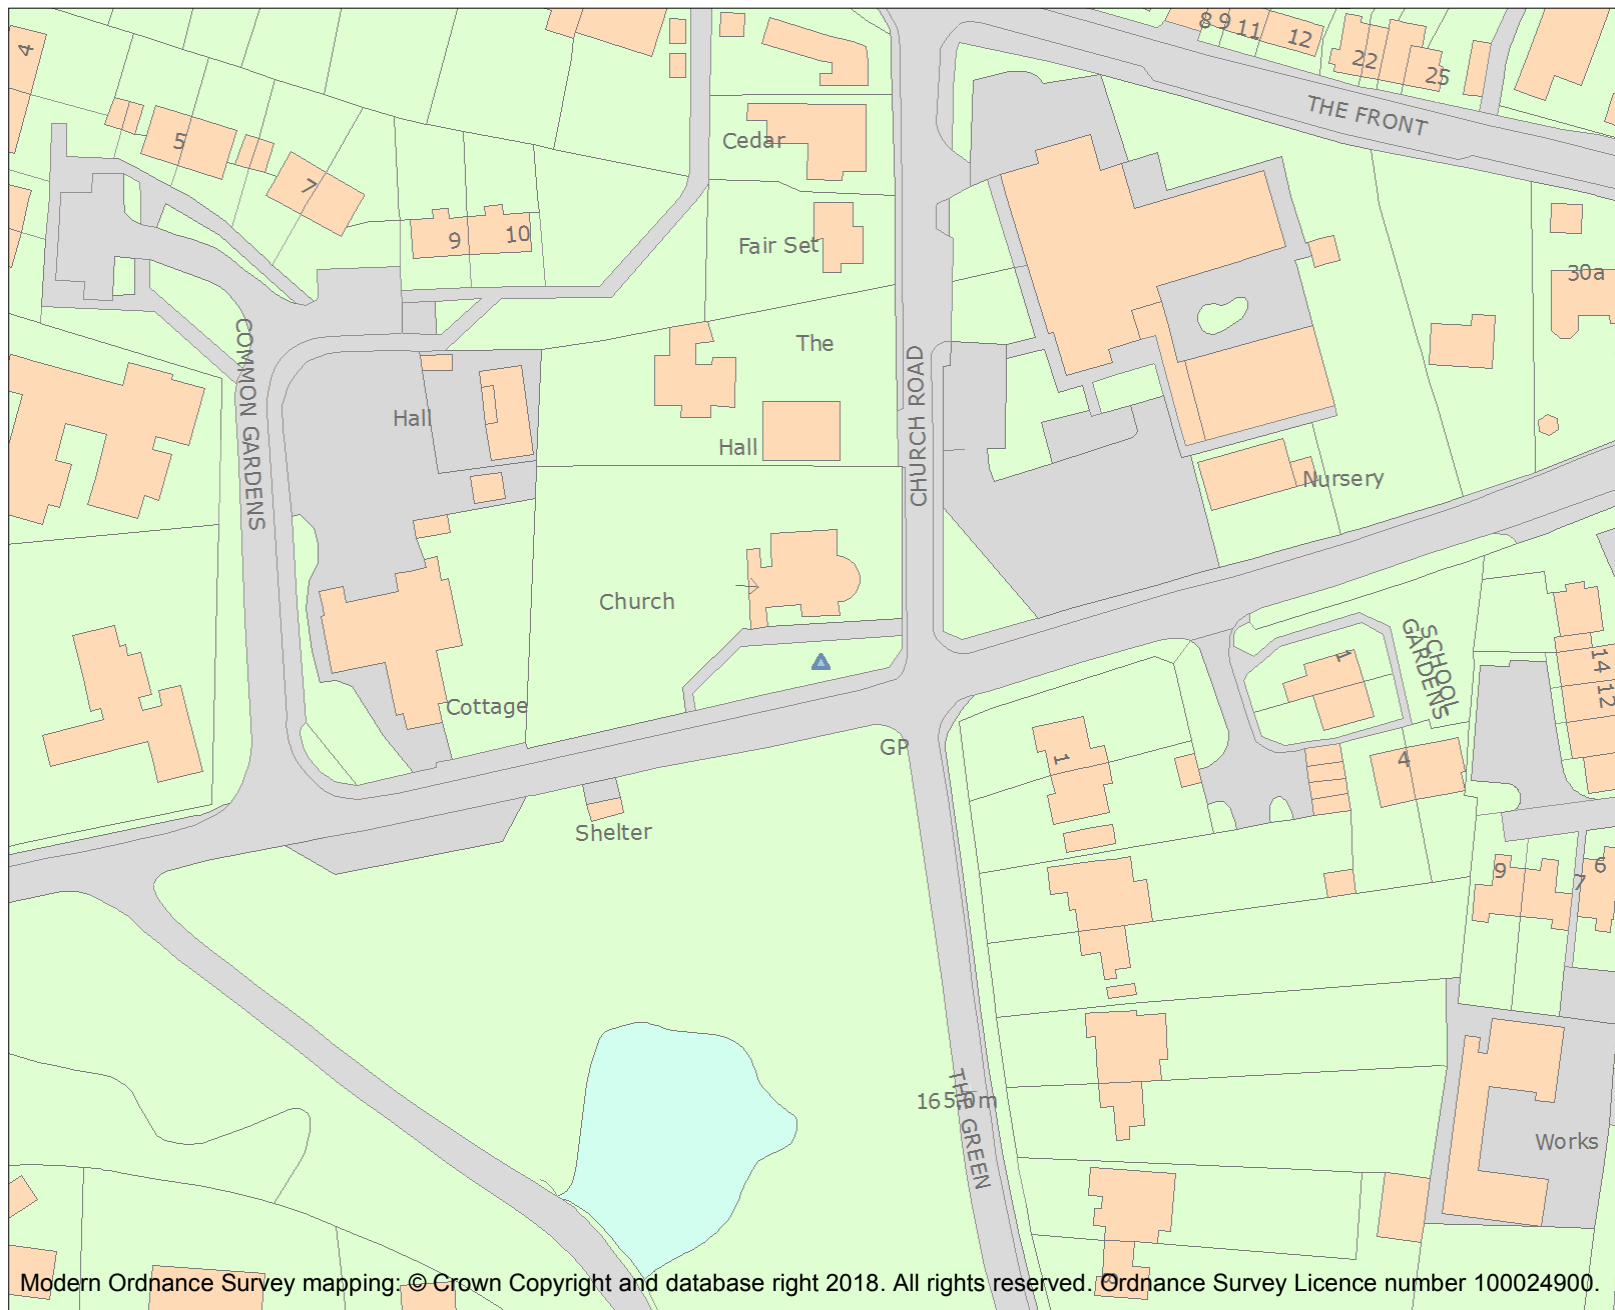 8 9 11 12
22
25
4
THE FRONT
5
Cedar
7
9 10
Fair Set
30a
The
COMMON GARDENS
CHURCH ROAD
Hall
Hall
Nursery
Church
SCHOOL
GARDENS
1
14
12
Cottage
GP
1
4
Shelter
9
7
6
165.0m
THE GREEN
Works
8
Modern Ordnance Survey mapping: © Crown Copyright and database right 2018. All rights reserved. Ordnance Survey Licence number 100024900.